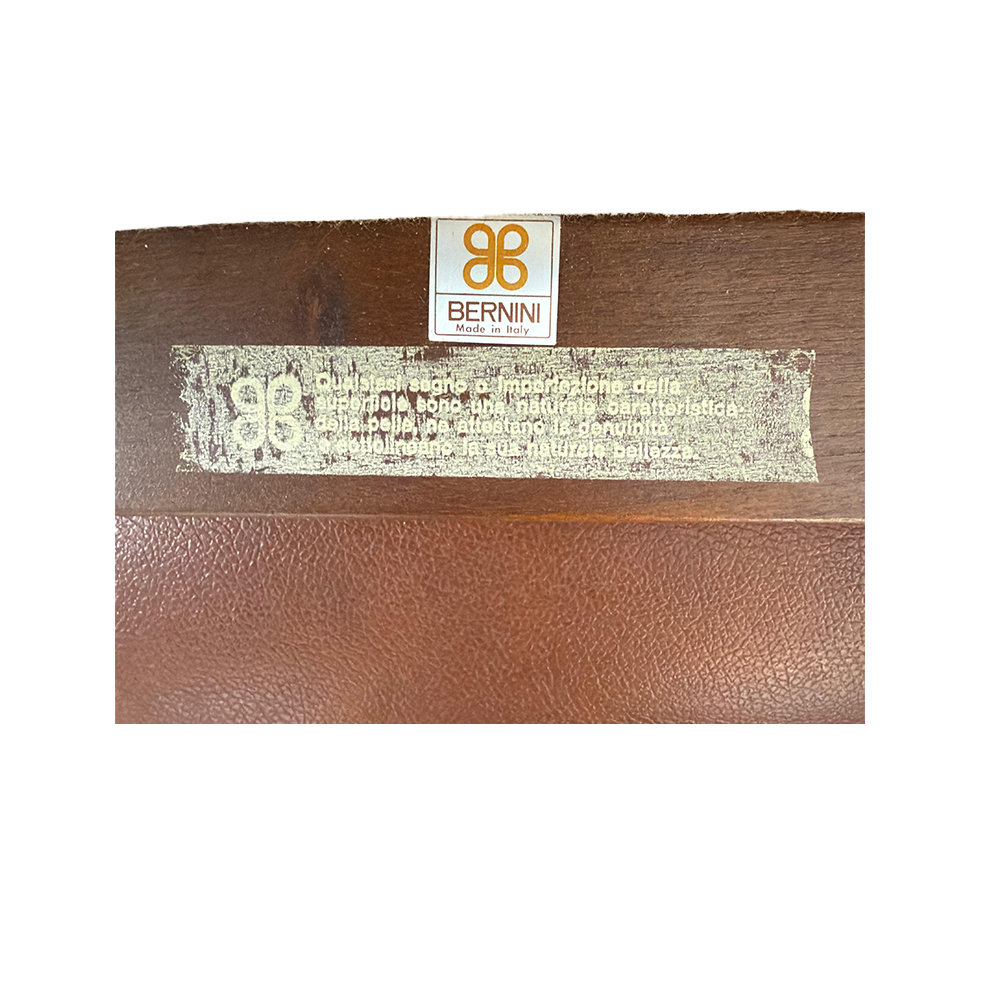 BERNINI
Made in Italy
Qualsiasi segno o imperfezione della
superficie sono una naturale caratteristica
della pelle, ne attestano la genuinità
e sottolineano la sua naturale bellezza.